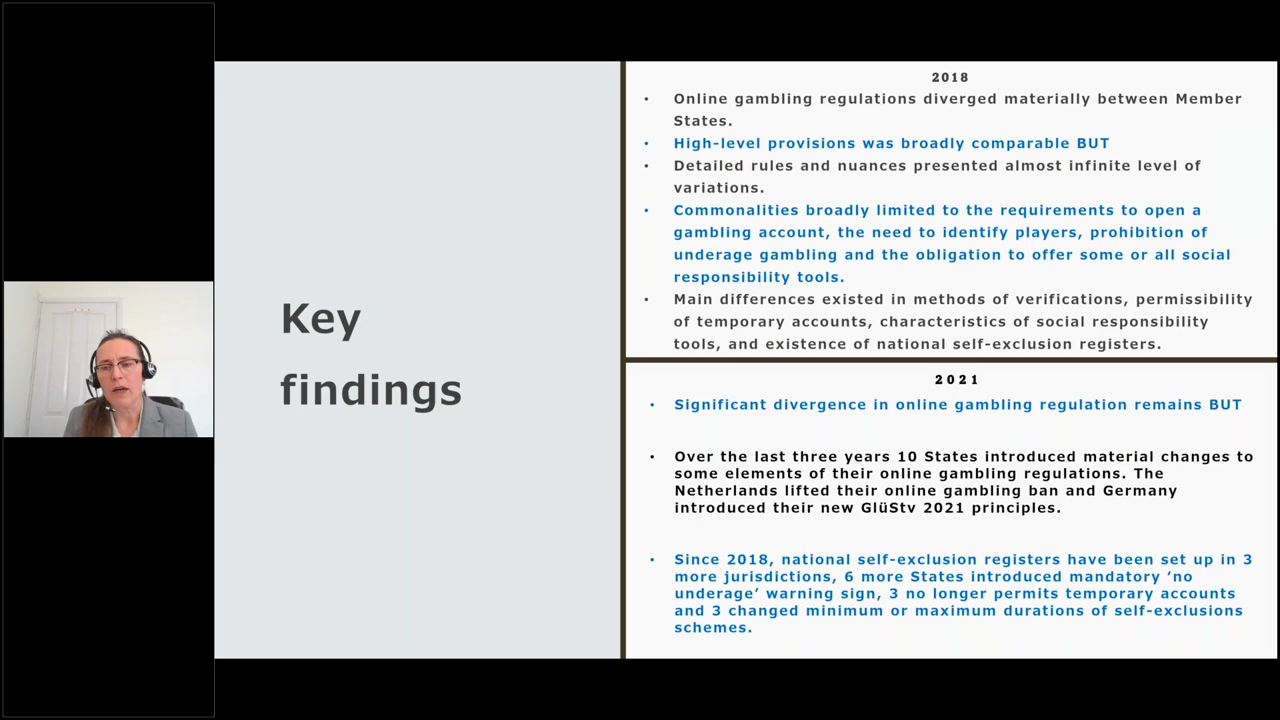 Key
findings
2018
• Online gambling regulations diverged materially between Member
States.
• High-level provisions was broadly comparable BUT
• Detailed rules and nuances presented almost infinite level of
variations.
• Commonalities broadly limited to the requirements to open a
gambling account, the need to identify players, prohibition of
underage gambling and the obligation to offer some or all social
responsibility tools.
• Main differences existed in methods of verifications, permissibility
of temporary accounts, characteristics of social responsibility
tools, and existence of national self-exclusion registers.
2021
• Significant divergence in online gambling regulation remains BUT
• Over the last three years 10 States introduced material changes to
some elements of their online gambling regulations. The
Netherlands lifted their online gambling ban and Germany
introduced their new GlüStv 2021 principles.
• Since 2018, national self-exclusion registers have been set up in 3
more jurisdictions, 6 more States introduced mandatory ‘no
underage’ warning sign, 3 no longer permits temporary accounts
and 3 changed minimum or maximum durations of self-exclusions
schemes.